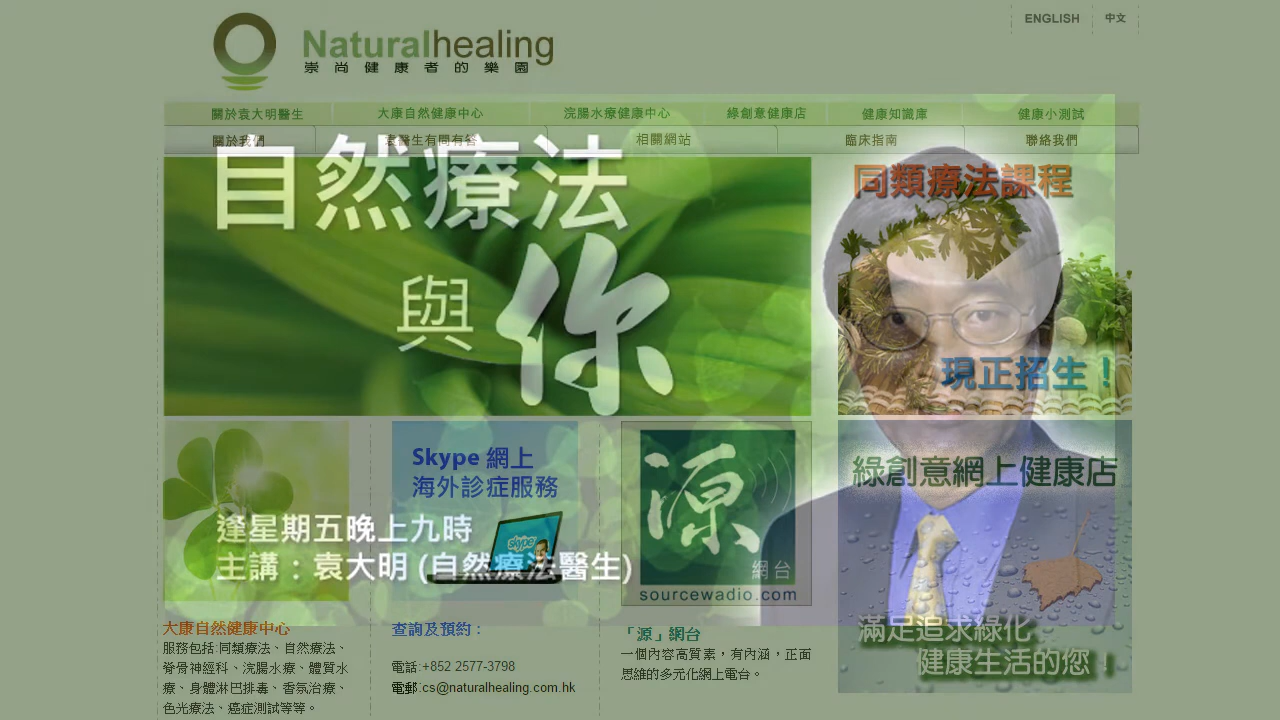 ENGLISH
中文
Naturalhealing
崇尚健康者的樂園
關於袁大明醫生
大康自然健康中心
浣腸水療健康中心
綠創意健康店
健康知識庫
健康小測試
關於我們
袁醫生有問有答
相關網站
臨床指南
聯絡我們
自然療法
與
你
同類療法課程
現正招生！
Skype 網上
海外診症服務
逢星期五晚上九時
主講：袁大明 (自然療法醫生)
skype
源
網台
sourcewadio.com
綠創意網上健康店
滿足追求綠化
健康生活的您！
大康自然健康中心
服務包括:同類療法、自然療法、
脊骨神經科、浣腸水療、體質水
療、身體淋巴排毒、香薰治療、
色光療法、癌症測試等等。
查詢及預約：
電話:+852 2577-3798
電郵:cs@naturalhealing.com.hk
「源」網台
一個內容高質素，有內涵，正面
思維的多元化網上電台。